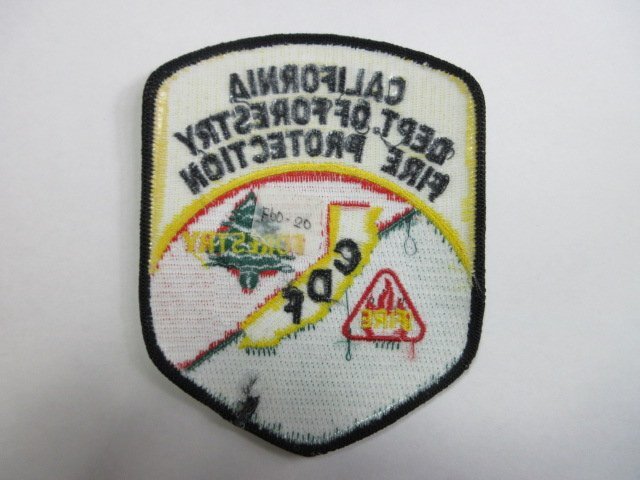 CALIFORNIA
DEPT. OF FORESTRY
FIRE PROTECTION
FORESTRY
CDF
FIRE